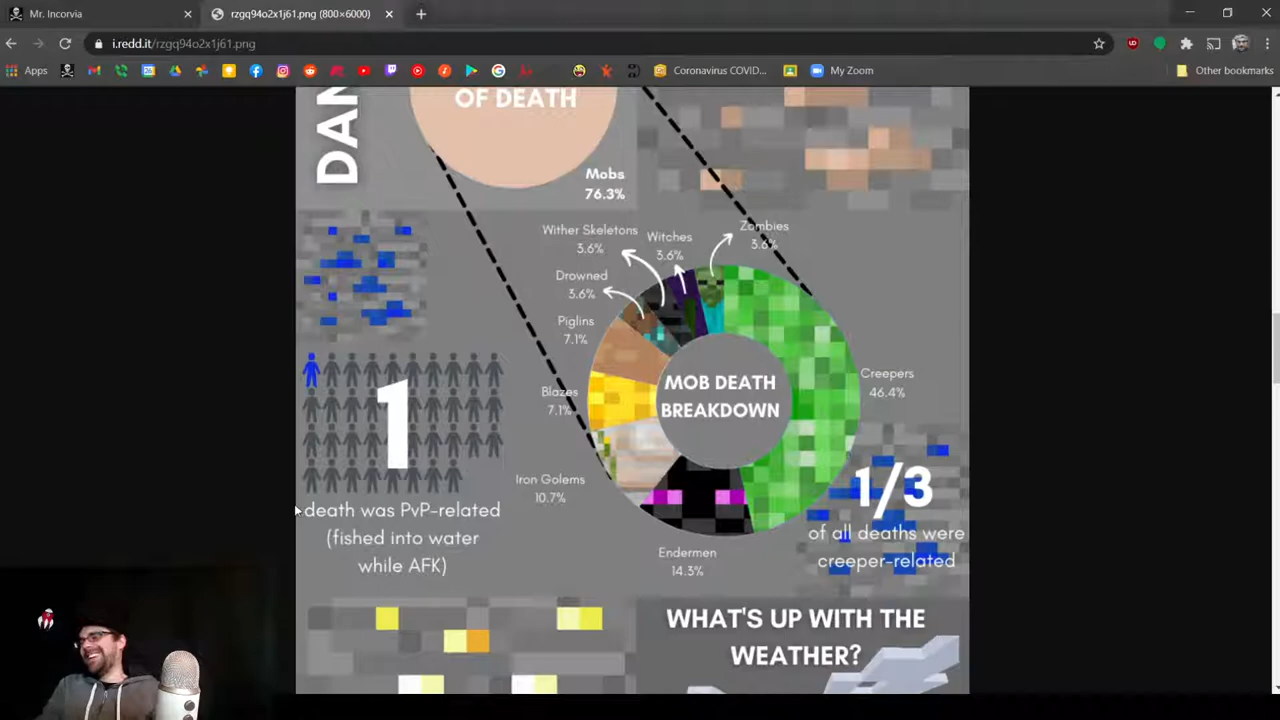 Mr. Incorvia
rzgq94o2x1j61.png (800×6000)
i.redd.it/rzgq94o2x1j61.png
Apps
Coronavirus COVID...
My Zoom
Other bookmarks
DAN
OF DEATH
Mobs
76.3%
Wither Skeletons
3.6%
Witches
3.6%
Zombies
3.6%
Drowned
3.6%
Piglins
7.1%
Blazes
7.1%
Iron Golems
10.7%
Endermen
14.3%
Creepers
46.4%
MOB DEATH
BREAKDOWN
1
death was PvP-related
(fished into water
while AFK)
1/3
of all deaths were
creeper-related
WHAT'S UP WITH THE
WEATHER?